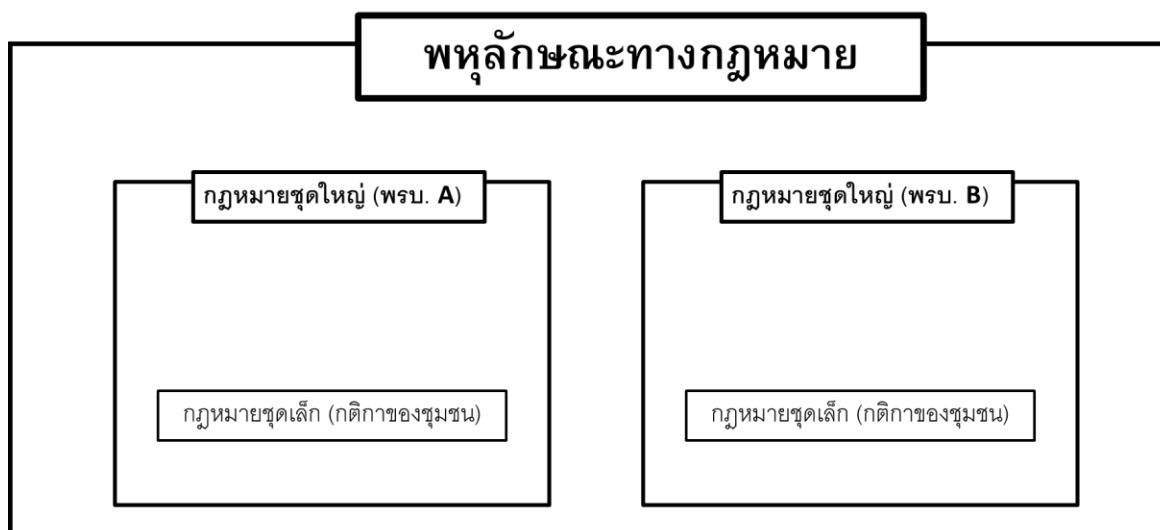 พหุลักษณะทางกฎหมาย
กฎหมายชุดใหญ่ (พรบ. A)
กฎหมายชุดใหญ่ (พรบ. B)
กฎหมายชุดเล็ก (กติกาของชุมชน)
กฎหมายชุดเล็ก (กติกาของชุมชน)